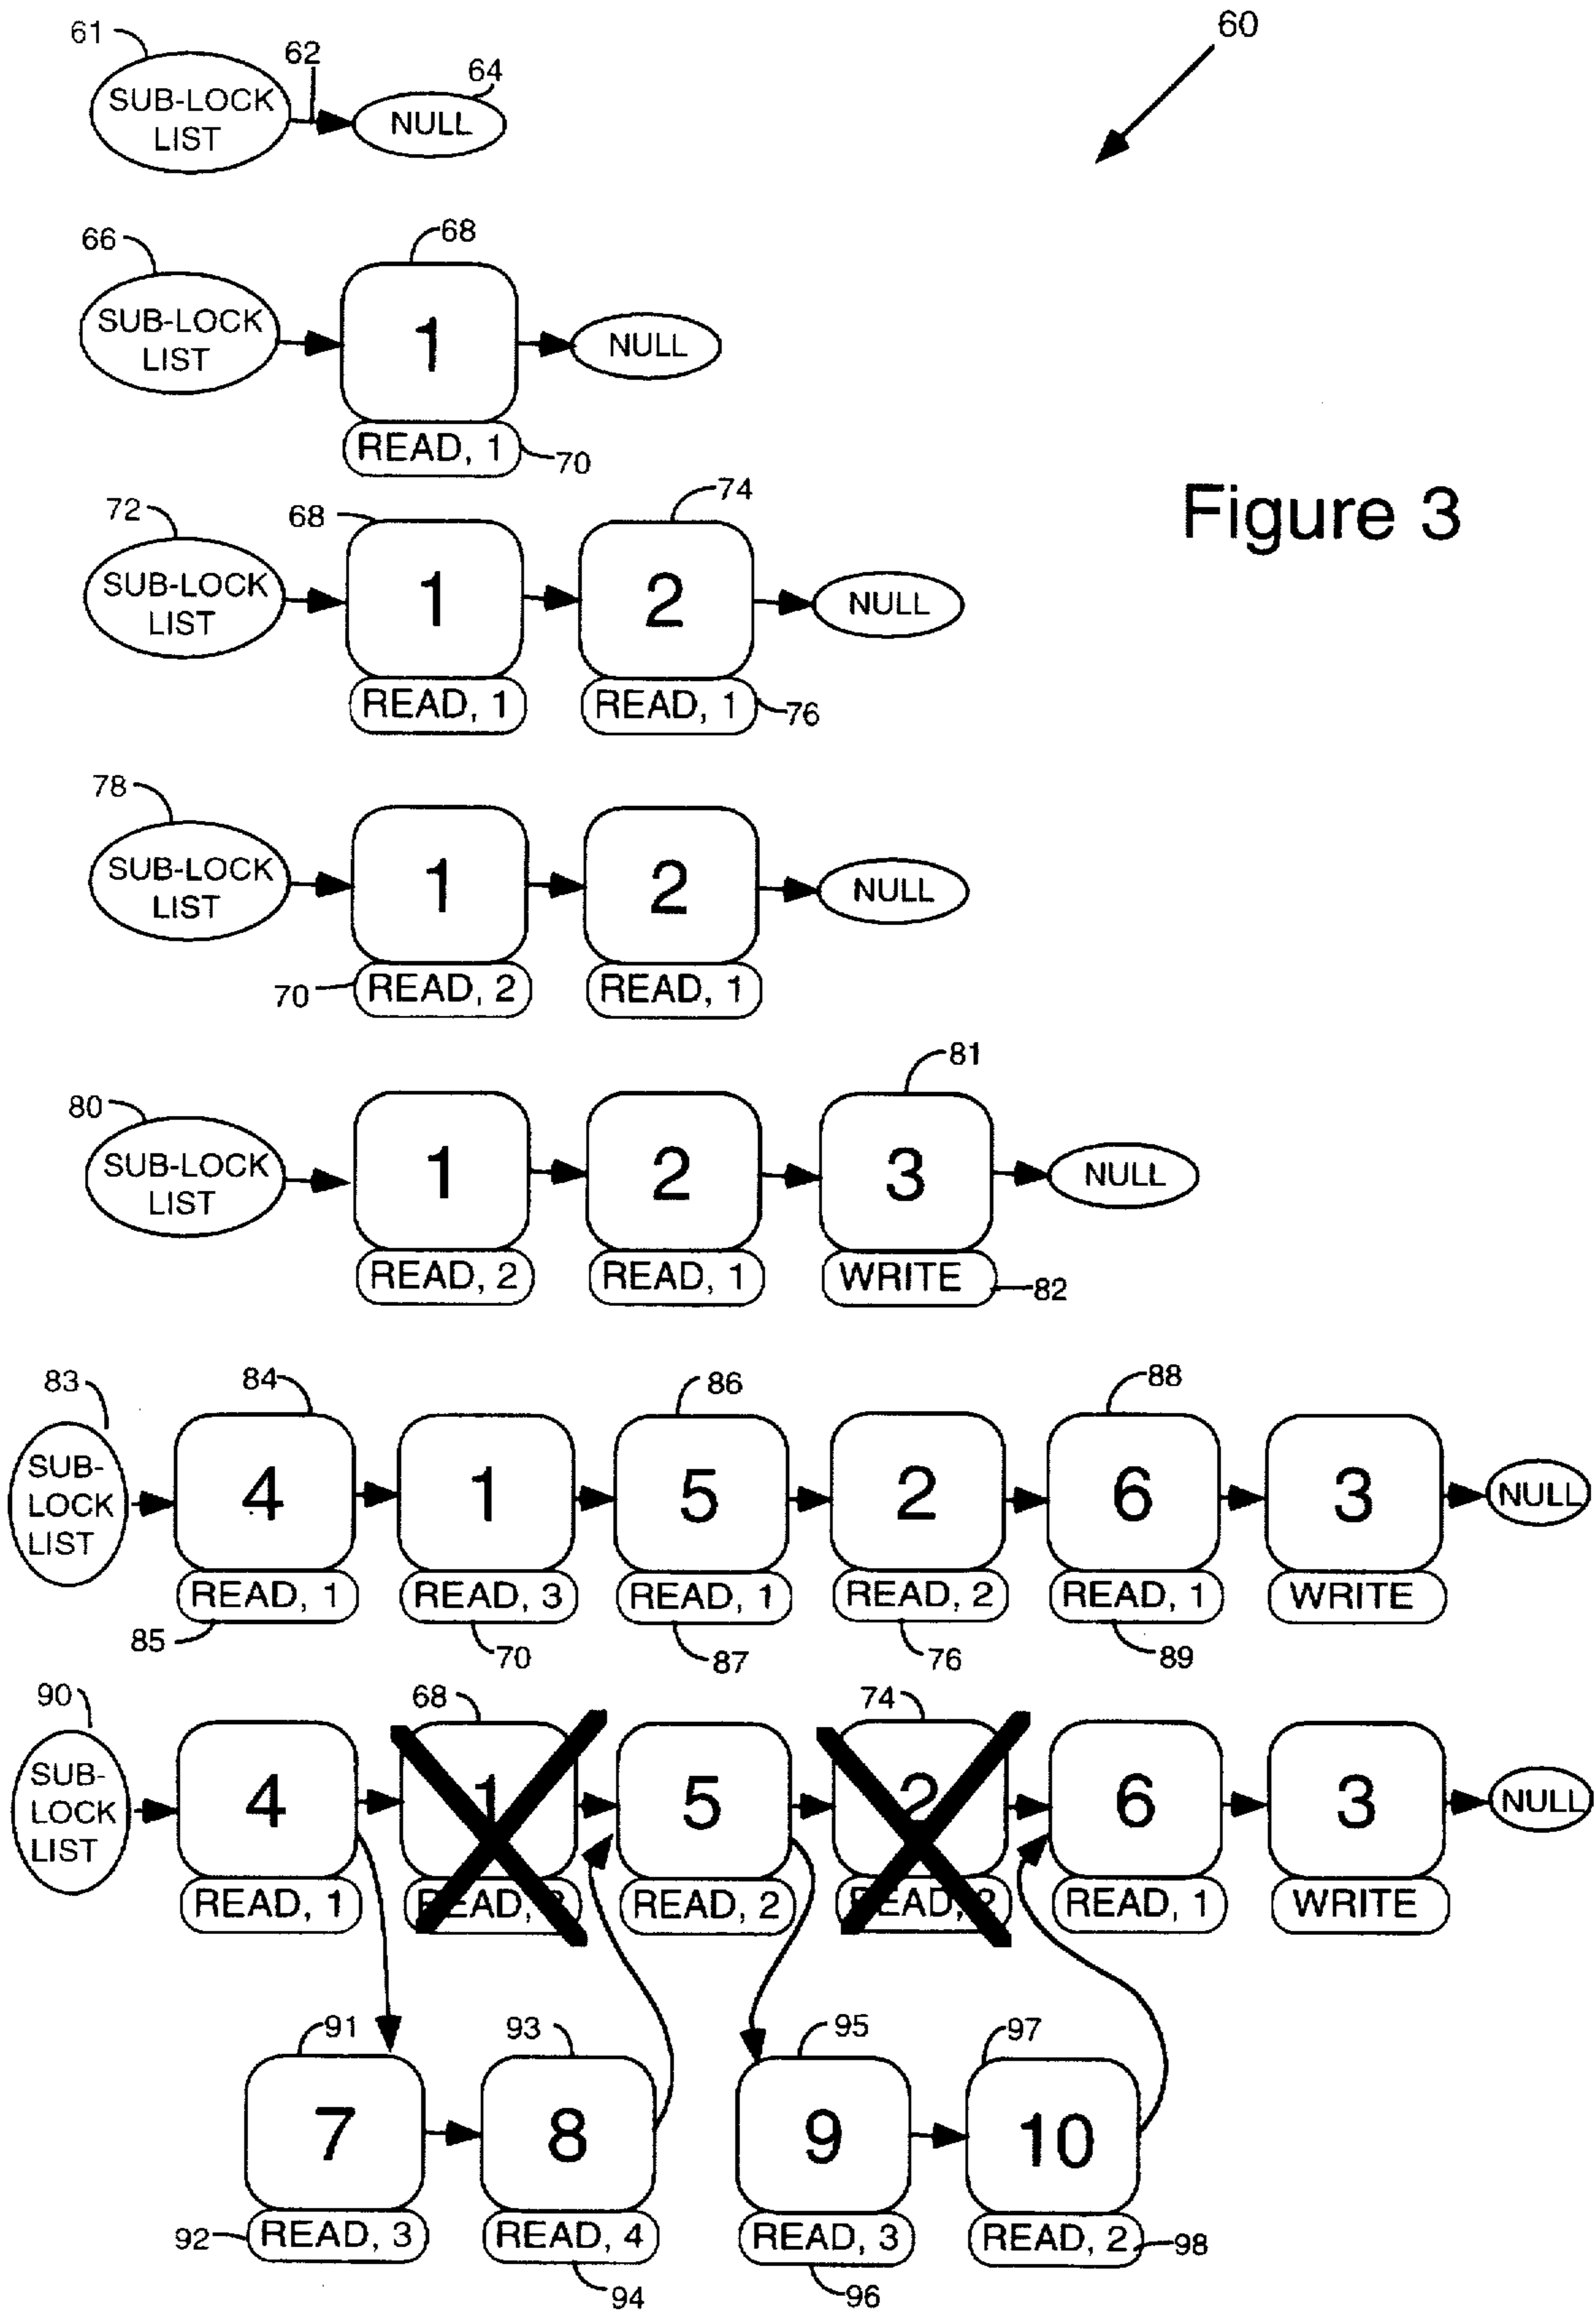 60
61
62
64
SUB-LOCK
LIST
NULL
66
68
SUB-LOCK
LIST
1
NULL
READ, 1
70
Figure 3
72
68
74
SUB-LOCK
LIST
1
2
NULL
READ, 1
READ, 1
76
78
SUB-LOCK
LIST
1
2
NULL
70
READ, 2
READ, 1
80
81
SUB-LOCK
LIST
1
2
3
NULL
READ, 2
READ, 1
WRITE
82
83
84
86
88
SUB-
LOCK
LIST
4
1
5
2
6
3
NULL
READ, 1
READ, 3
READ, 1
READ, 2
READ, 1
WRITE
85
70
87
76
89
90
68
74
SUB-
LOCK
LIST
4
1
5
2
6
3
NULL
READ, 1
READ,
READ, 2
READ, 2
READ, 1
WRITE
91
93
95
97
7
8
9
10
92
READ, 3
READ, 4
READ, 3
READ, 2
98
94
96